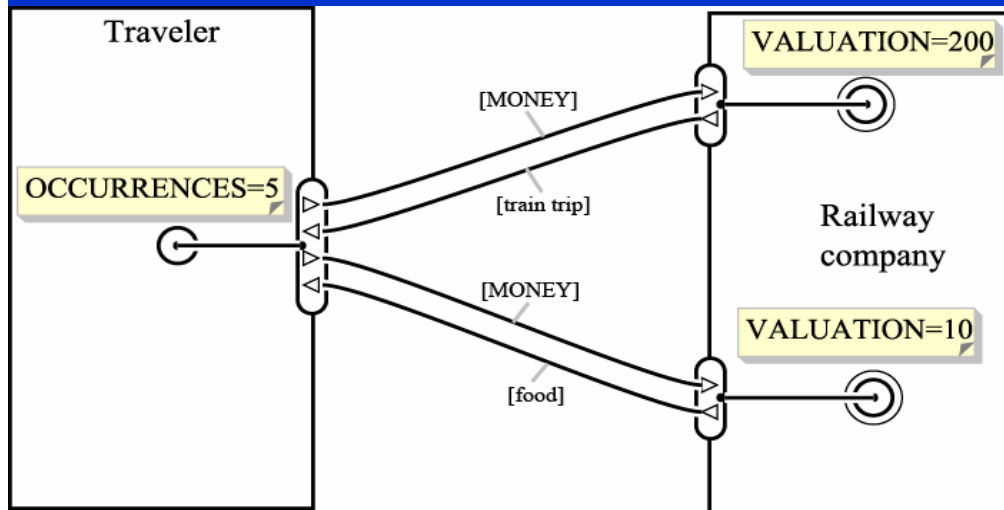 Traveler
VALUATION=200
[MONEY]
OCCURRENCES=5
[train trip]
Railway
company
[MONEY]
VALUATION=10
[food]